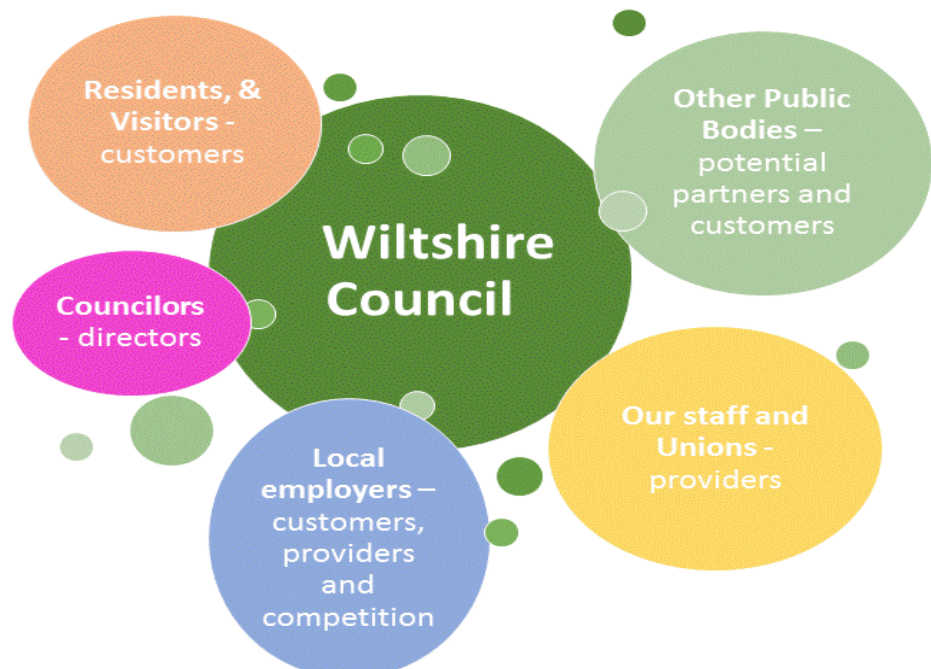 Residents, &
Visitors -
customers
Other Public
Bodies –
potential
partners and
customers
Wiltshire
Council
Councilors
- directors
Our staff and
Unions -
providers
Local
employers –
customers,
providers
and
competition